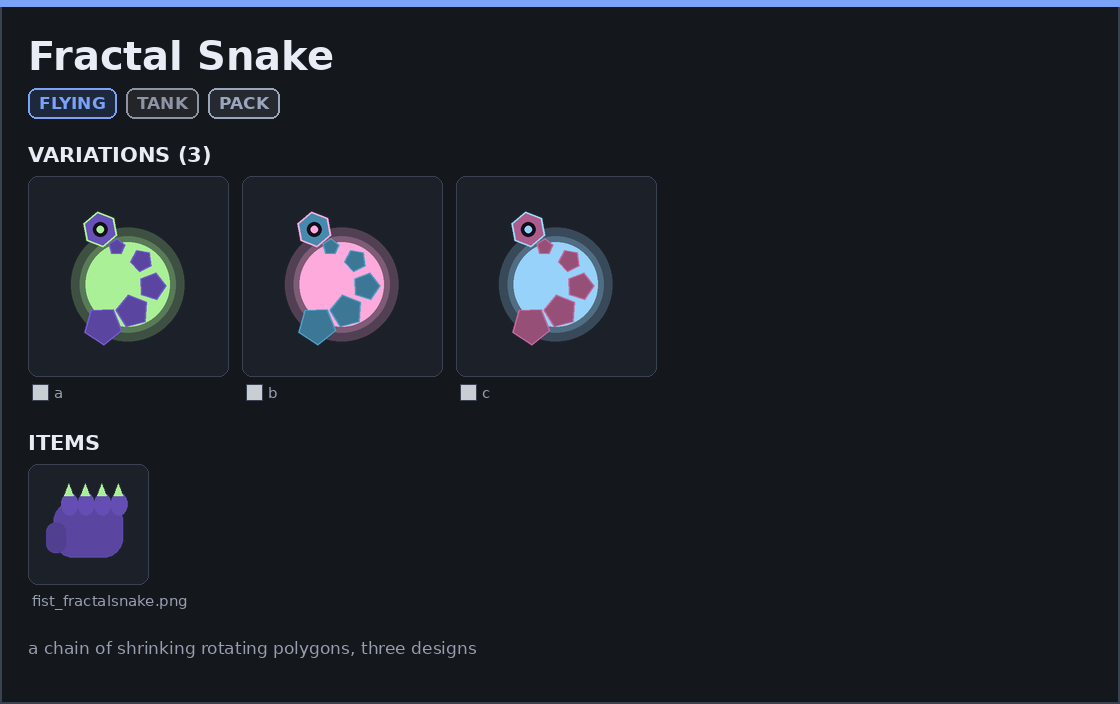 Fractal Snake
FLYING TANK PACK
VARIATIONS (3)
a b c
ITEMS
fist_fractalsnake.png
a chain of shrinking rotating polygons, three designs